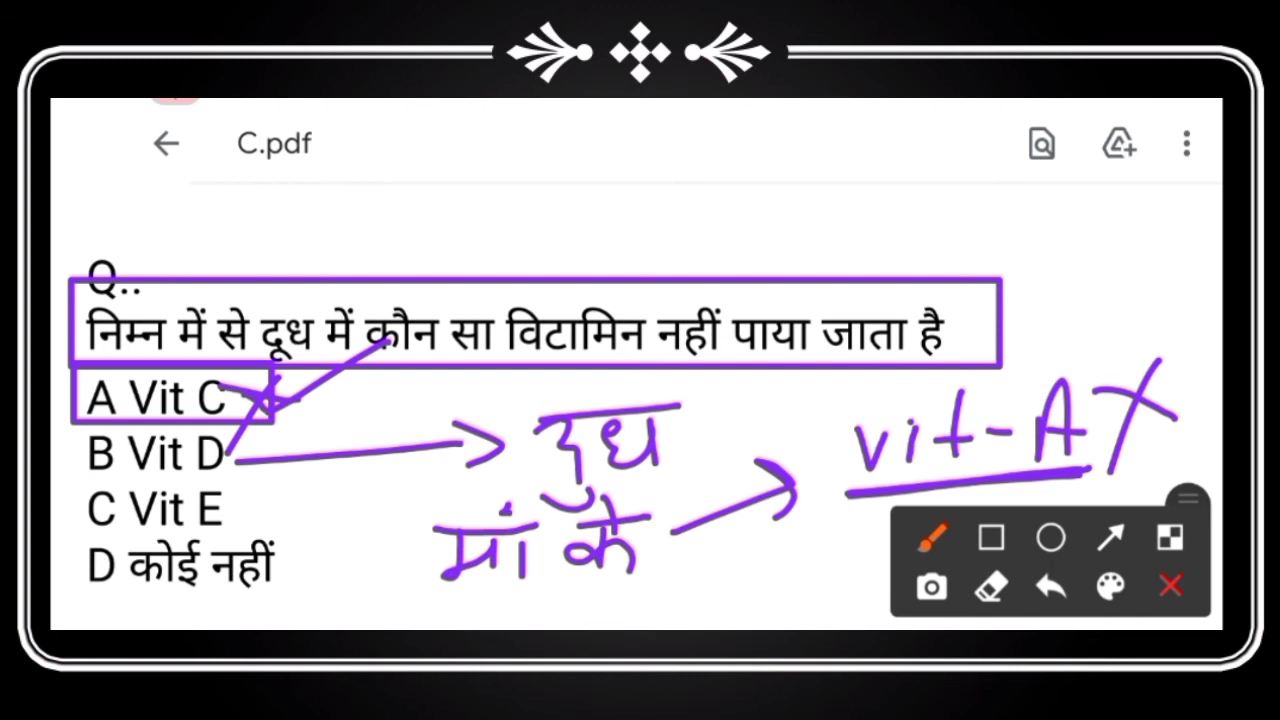 C.pdf
Q..
निम्न में से दूध में कौन सा विटामिन नहीं पाया जाता है
A Vit C
B Vit D
C Vit E
D कोई नहीं
दुध
vit-A
मां के